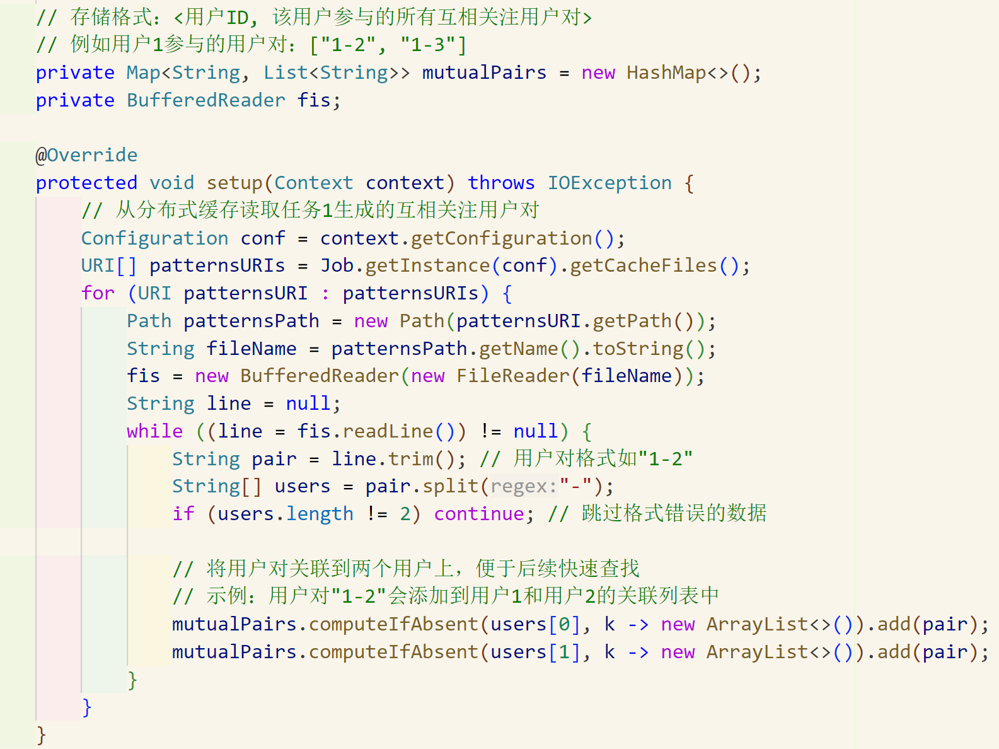 // 存储格式：<用户ID, 该用户参与的所有互相关注用户对>
// 例如用户1参与的用户对：["1-2", "1-3"]
private Map<String, List<String>> mutualPairs = new HashMap<>();
private BufferedReader fis;
@Override
protected void setup(Context context) throws IOException {
// 从分布式缓存读取任务1生成的互相关注用户对
Configuration conf = context.getConfiguration();
URI[] patternsURIs = Job.getInstance(conf).getCacheFiles();
for (URI patternsURI : patternsURIs) {
Path patternsPath = new Path(patternsURI.getPath());
String fileName = patternsPath.getName().toString();
fis = new BufferedReader(new FileReader(fileName));
String line = null;
while ((line = fis.readLine()) != null) {
String pair = line.trim(); // 用户对格式如"1-2"
String[] users = pair.split(regex:"-");
if (users.length != 2) continue; // 跳过格式错误的数据
// 将用户对关联到两个用户上，便于后续快速查找
// 示例：用户对"1-2"会添加到用户1和用户2的关联列表中
mutualPairs.computeIfAbsent(users[0], k -> new ArrayList<>()).add(pair);
mutualPairs.computeIfAbsent(users[1], k -> new ArrayList<>()).add(pair);
}
}
}